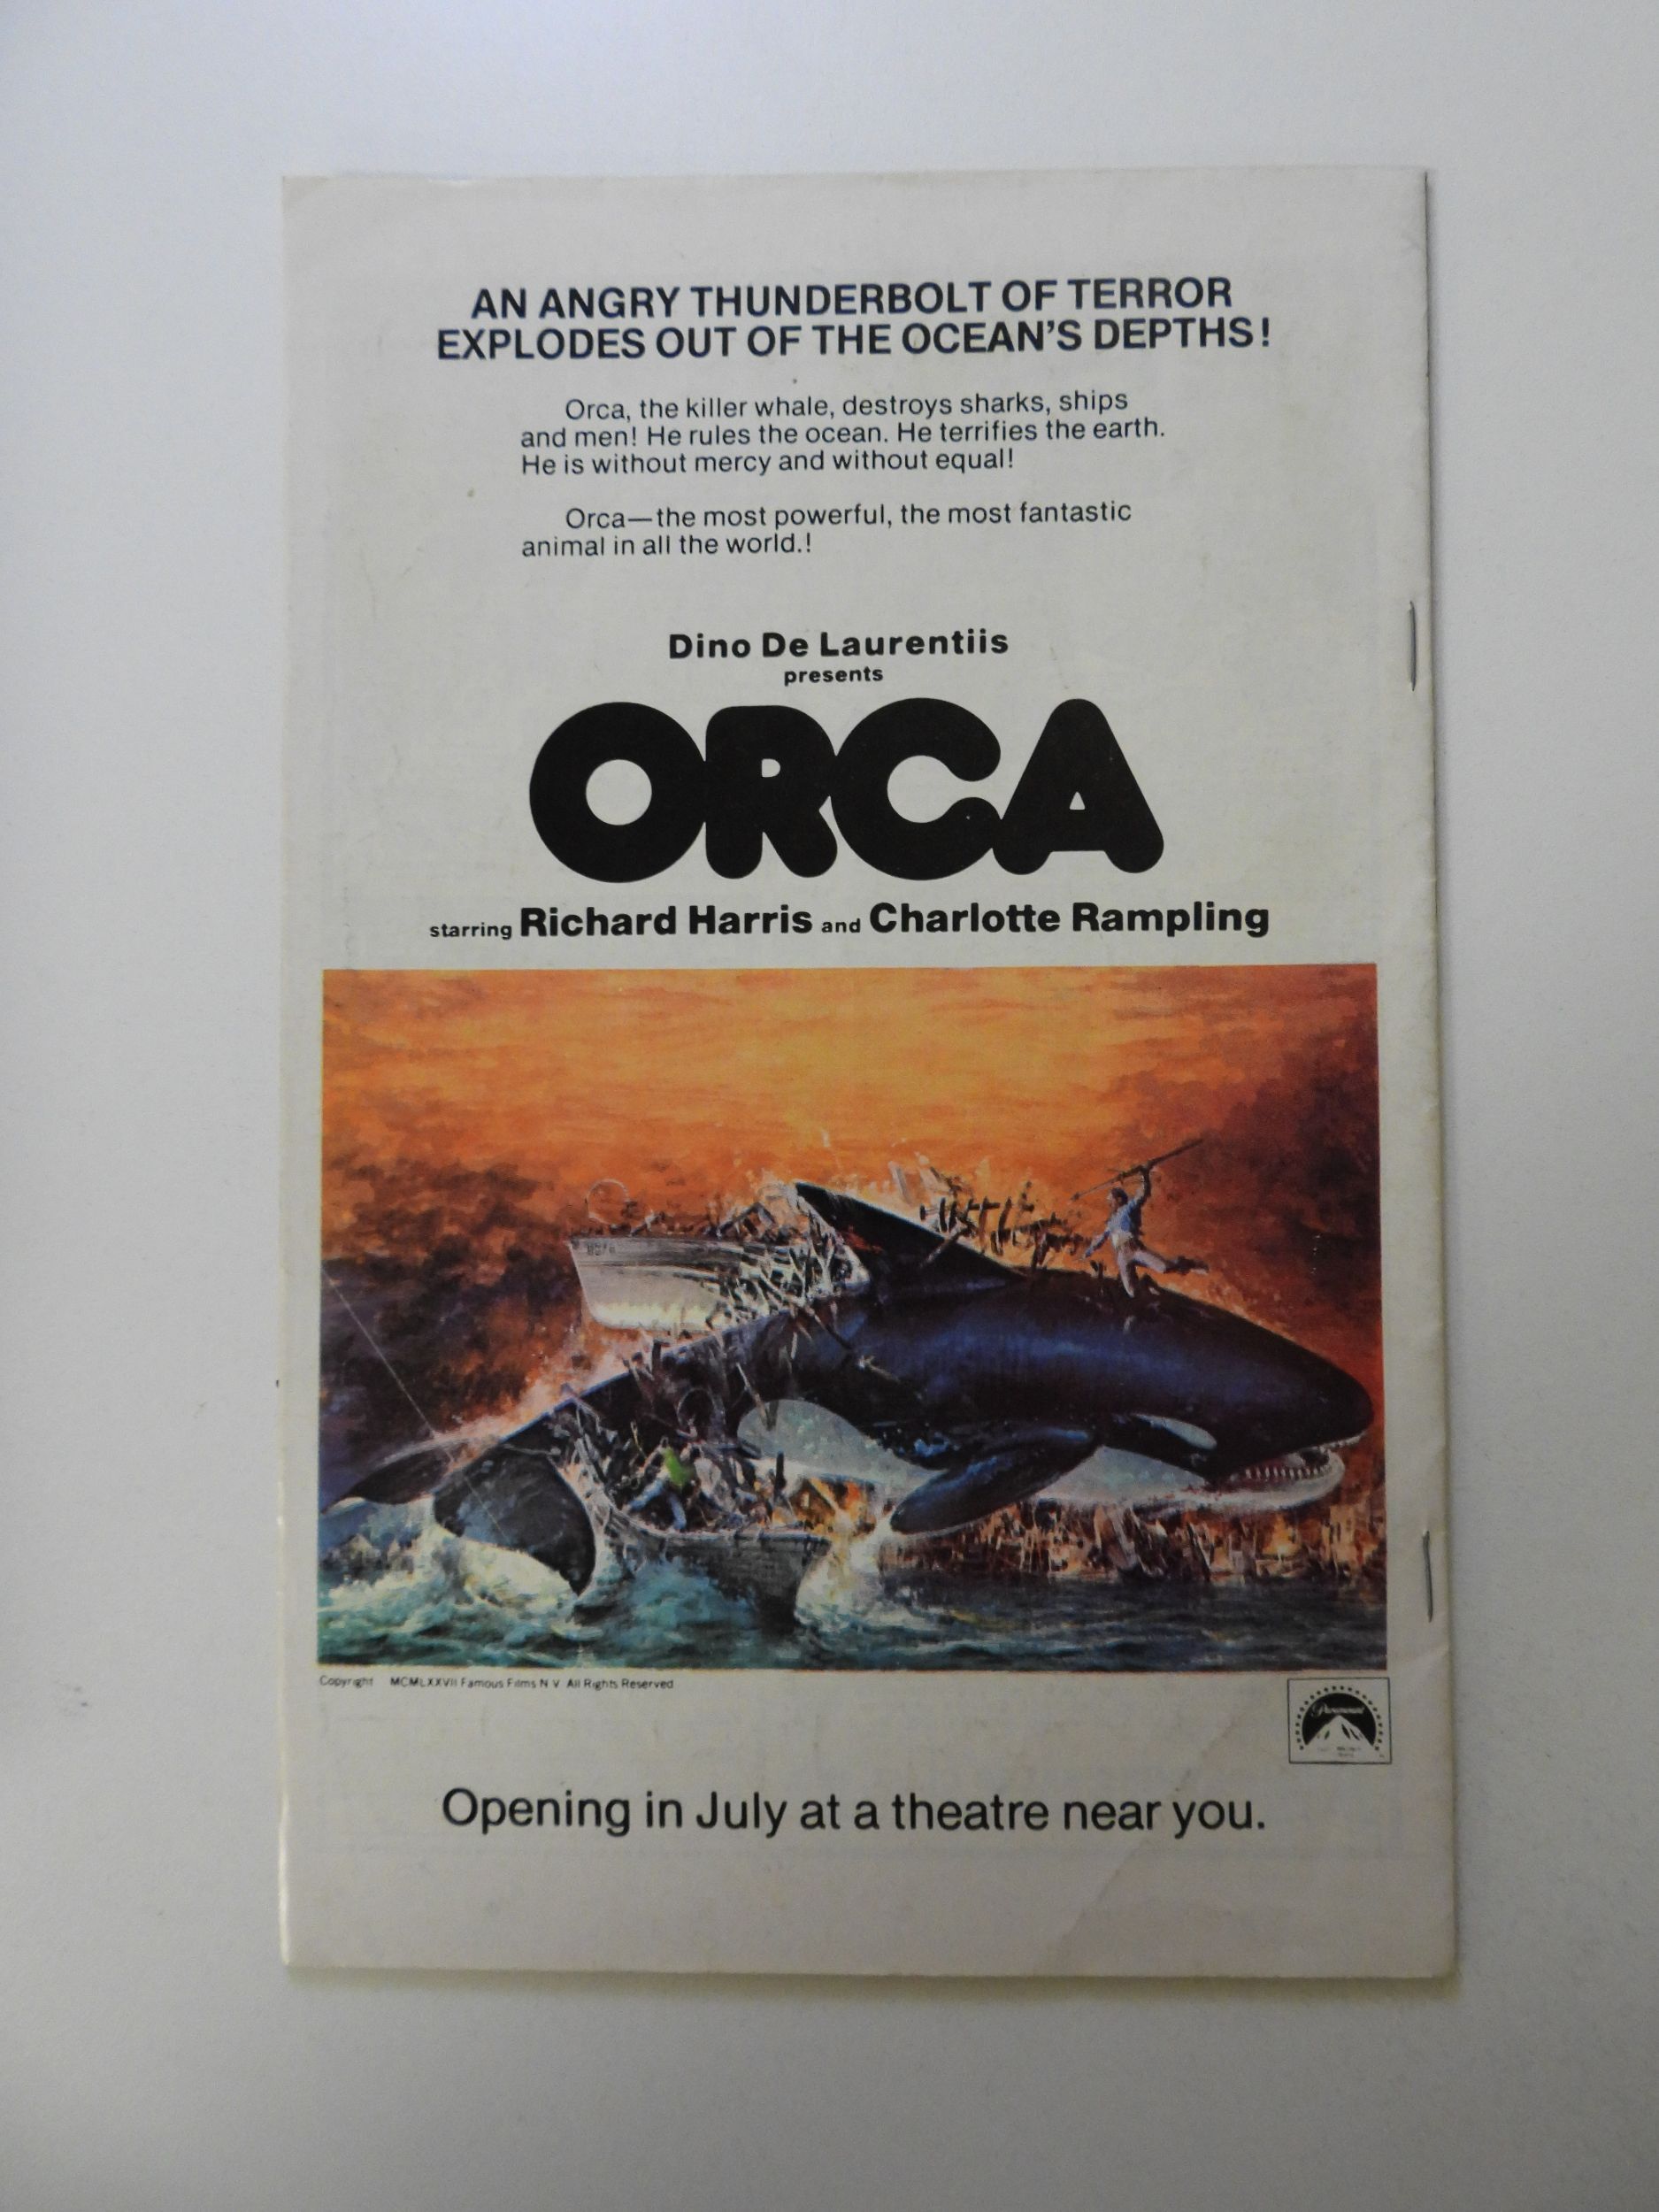 AN ANGRY THUNDERBOLT OF TERROR
EXPLODES OUT OF THE OCEAN'S DEPTHS!
Orca, the killer whale, destroys sharks, ships
and men! He rules the ocean. He terrifies the earth.
He is without mercy and without equal!
Orca—the most powerful, the most fantastic
animal in all the world.!
Dino De Laurentiis
presents
ORCA
starring Richard Harris and Charlotte Rampling
Copyright MCMLXXVII Famous Films N V All Rights Reserved
Paramount
Opening in July at a theatre near you.